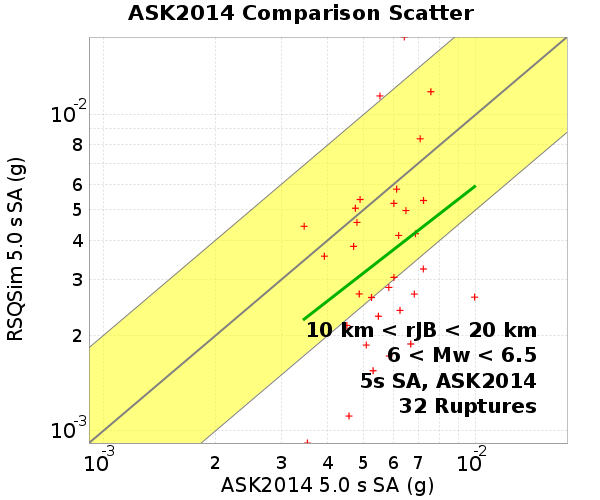 ASK2014 Comparison Scatter
RSQSim 5.0 s SA (g)
10⁻²
8
6
5
4
3
2
10⁻³
10 km < rJB < 20 km
6 < Mw < 6.5
5s SA, ASK2014
32 Ruptures
10⁻³ 2 3 4 5 6 7 8 10⁻²
ASK2014 5.0 s SA (g)